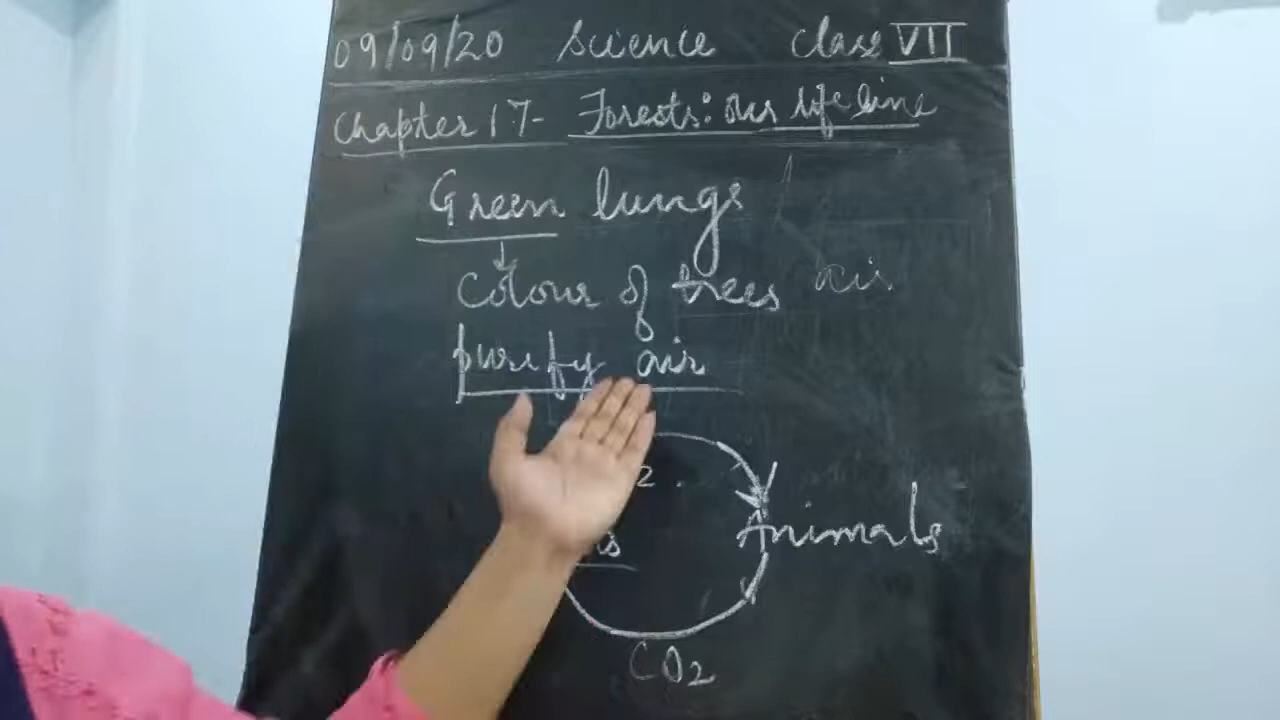 09/09/20 Science Class VII
Chapter 17- Forests: Our lifeline
Green lungs
Colour of trees air
purify air
Animals
CO2